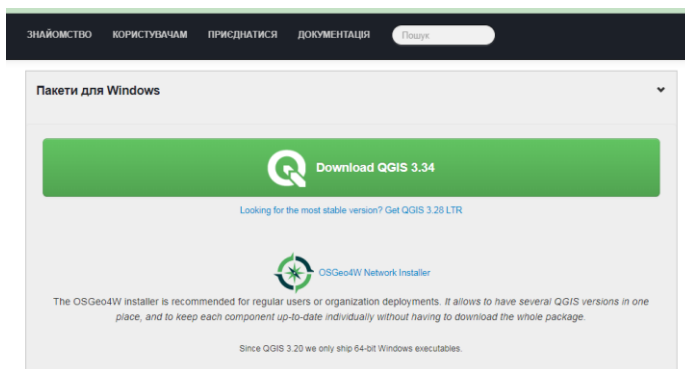 ЗНАЙОМСТВО КОРИСТУВАЧАМ ПРИЄДНАТИСЯ ДОКУМЕНТАЦІЯ Пошук
Пакети для Windows
Download QGIS 3.34
Looking for the most stable version? Get QGIS 3.28 LTR
OSGeo4W Network Installer
The OSGeo4W installer is recommended for regular users or organization deployments. It allows to have several QGIS versions in one
place, and to keep each component up-to-date individually without having to download the whole package.
Since QGIS 3.20 we only ship 64-bit Windows executables.